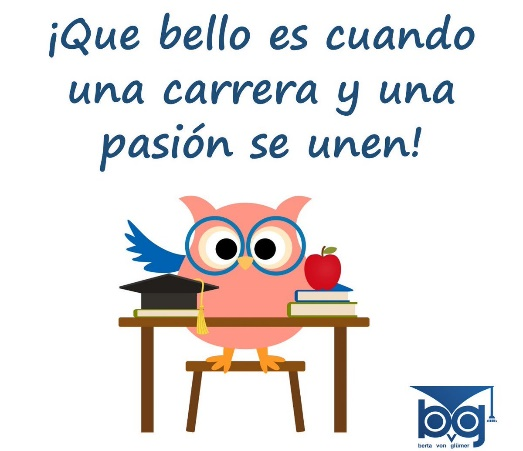 ¡Que bello es cuando
una carrera y una
pasión se unen!
bvg
berta von glümer